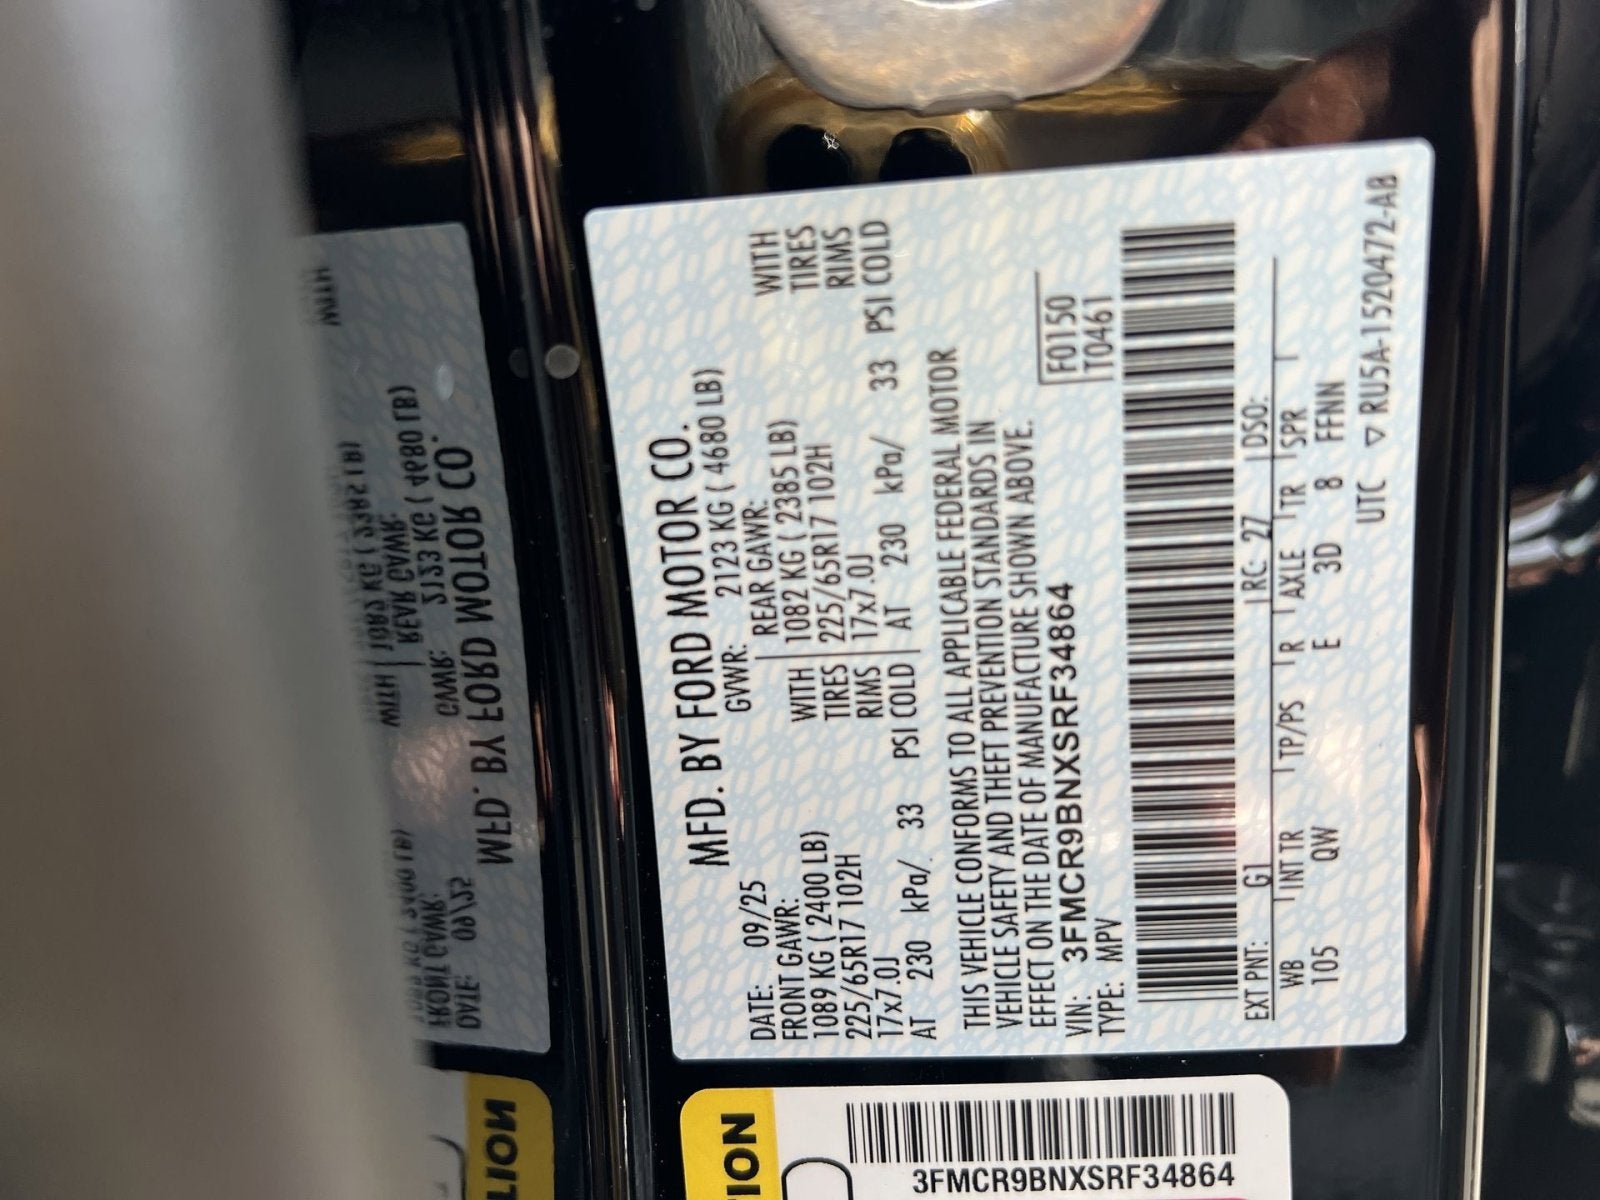 MFD. BY FORD MOTOR CO.
DATE: 09/25 GVWR: 2123 KG ( 4680 LB)
FRONT GAWR: REAR GAWR:
1089 KG ( 2400 LB) WITH 1082 KG ( 2385 LB) WITH
225/65R17 102H TIRES 225/65R17 102H TIRES
17x7.0J RIMS 17x7.0J RIMS
AT 230 kPa/ 33 PSI COLD AT 230 kPa/ 33 PSI COLD
THIS VEHICLE CONFORMS TO ALL APPLICABLE FEDERAL MOTOR
VEHICLE SAFETY AND THEFT PREVENTION STANDARDS IN
EFFECT ON THE DATE OF MANUFACTURE SHOWN ABOVE.
VIN: 3FMCR9BNXSRF34864 F0150
TYPE: MPV T0461
EXT PNT: G1 RC: 27 DSO:
WB INT TR TP/PS R AXLE TR SPR
105 QW E 3D 8 FFNN
UTC ▽ RU5A-1520472-AB
TION
3FMCR9BNXSRF34864